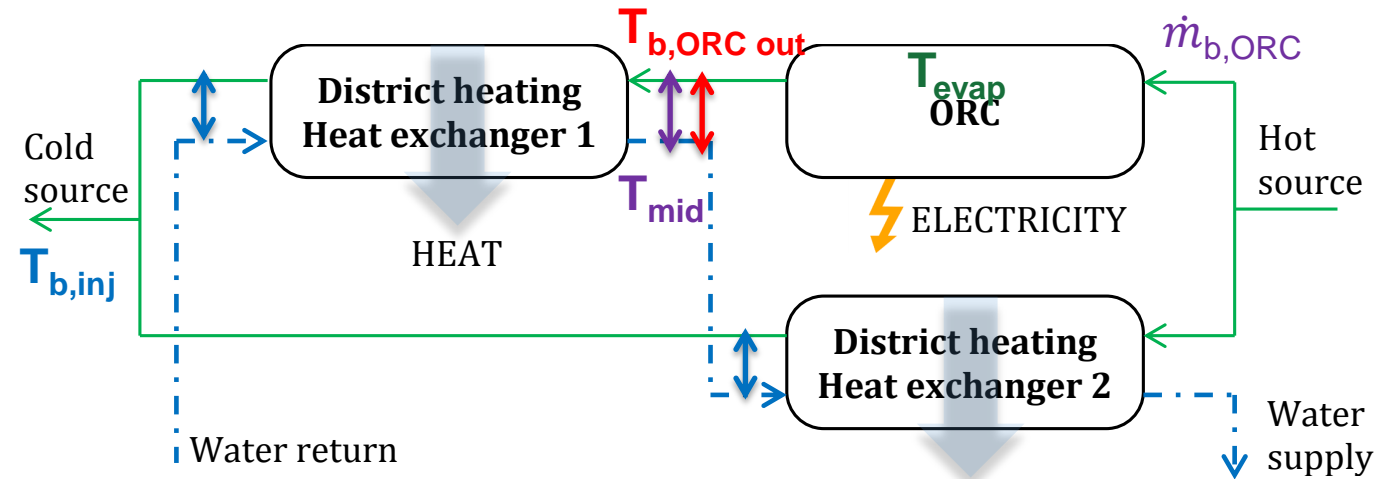 T_b,ORC out
ṁ_b,ORC
District heating
Heat exchanger 1
T_evap
ORC
Cold
source
Hot
source
T_mid
ELECTRICITY
HEAT
T_b,inj
District heating
Heat exchanger 2
Water return
Water
supply